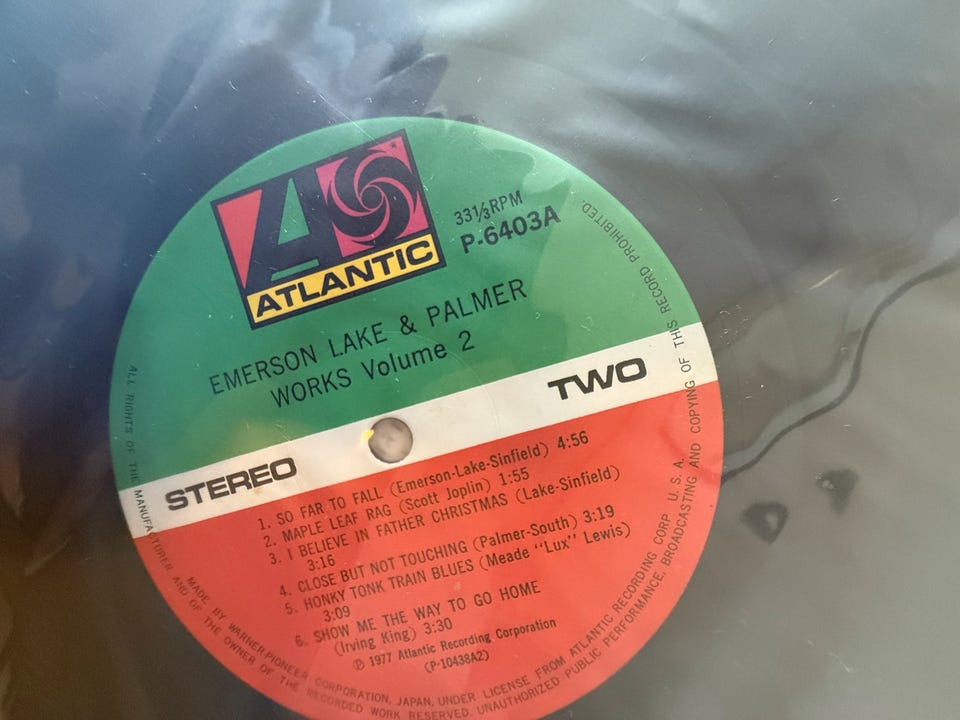 ATLANTIC
33 1/3 RPM
P-6403A
EMERSON LAKE & PALMER
WORKS Volume 2
STEREO
TWO
1. SO FAR TO FALL (Emerson-Lake-Sinfield) 4:56
2. MAPLE LEAF RAG (Scott Joplin) 1:55
3. I BELIEVE IN FATHER CHRISTMAS (Lake-Sinfield)
3:16
4. CLOSE BUT NOT TOUCHING (Palmer-South) 3:19
5. HONKY TONK TRAIN BLUES (Meade "Lux" Lewis)
3:09
6. SHOW ME THE WAY TO GO HOME
(Irving King) 3:30
Ⓟ 1977 Atlantic Recording Corporation
(P-10438A2)
MADE BY WARNER-PIONEER CORPORATION, JAPAN, UNDER LICENSE FROM ATLANTIC RECORDING CORP. U. S. A.
ALL RIGHTS OF THE MANUFACTURER AND OF THE OWNER OF THE RECORDED WORK RESERVED. UNAUTHORIZED PUBLIC PERFORMANCE, BROADCASTING AND COPYING OF THIS RECORD PROHIBITED.